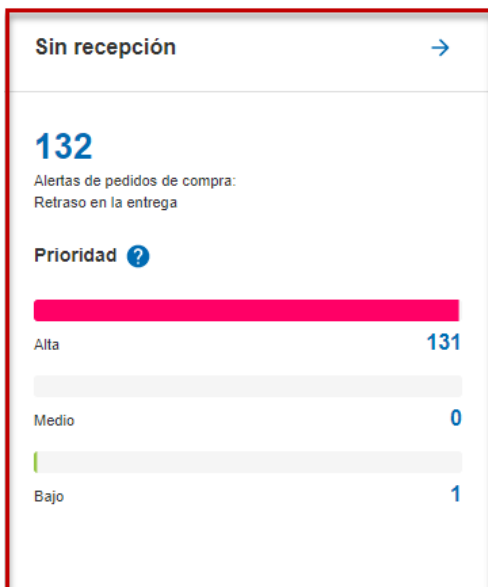 Sin recepción
132
Alertas de pedidos de compra:
Retraso en la entrega
Prioridad ?
Alta 131
Medio 0
Bajo 1